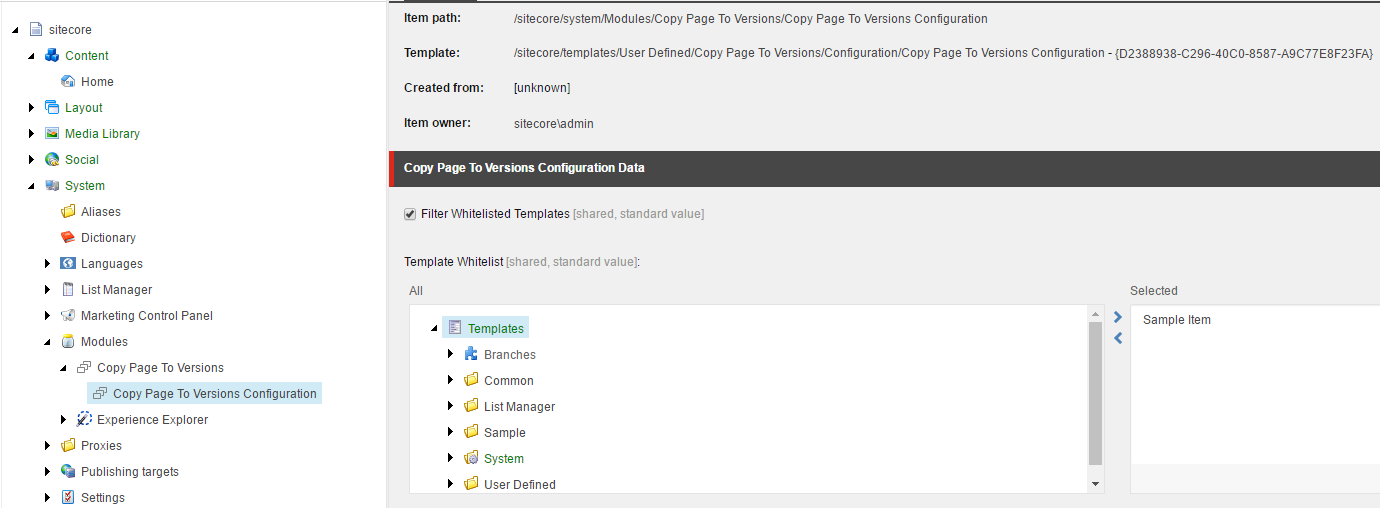 sitecore
Content
Home
Layout
Media Library
Social
System
Aliases
Dictionary
Languages
List Manager
Marketing Control Panel
Modules
Copy Page To Versions
Copy Page To Versions Configuration
Experience Explorer
Proxies
Publishing targets
Settings
Item path: /sitecore/system/Modules/Copy Page To Versions/Copy Page To Versions Configuration
Template: /sitecore/templates/User Defined/Copy Page To Versions/Configuration/Copy Page To Versions Configuration - {D2388938-C296-40C0-8587-A9C77E8F23FA}
Created from: [unknown]
Item owner: sitecore\admin
Copy Page To Versions Configuration Data
Filter Whitelisted Templates [shared, standard value]
Template Whitelist [shared, standard value]:
All
Templates
Branches
Common
List Manager
Sample
System
User Defined
Selected
Sample Item